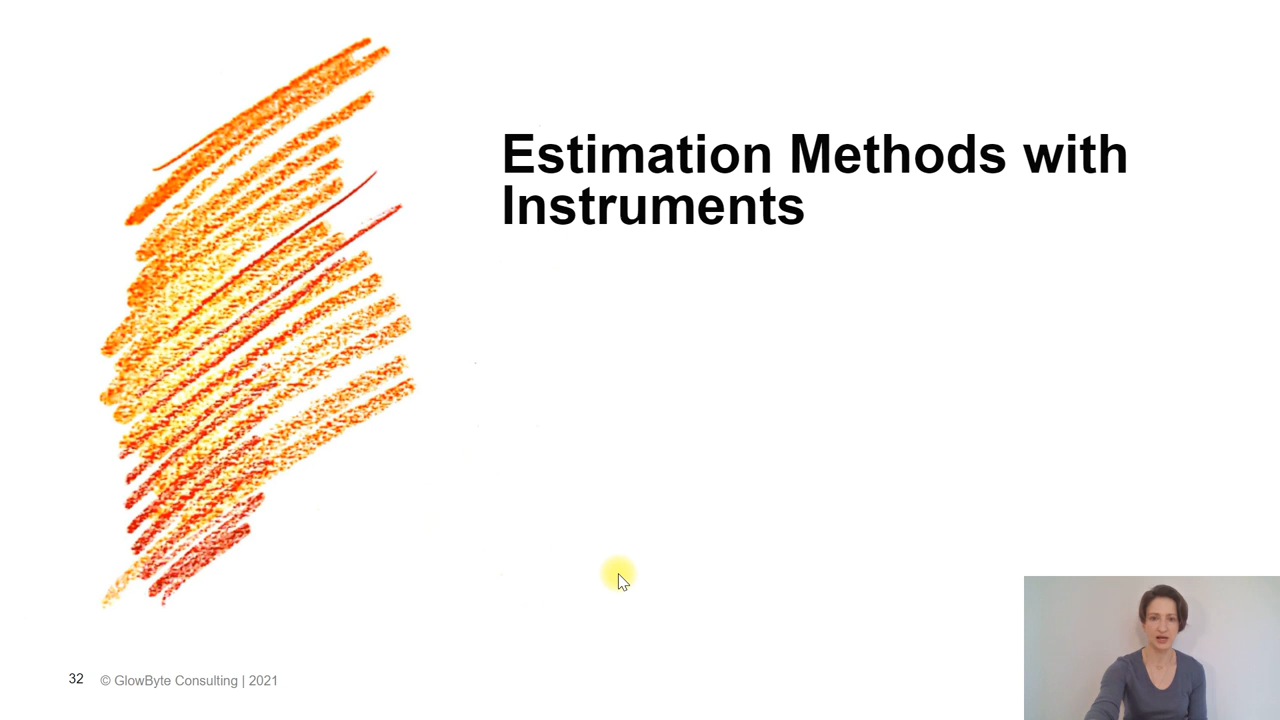 Estimation Methods with
Instruments
32 © GlowByte Consulting | 2021